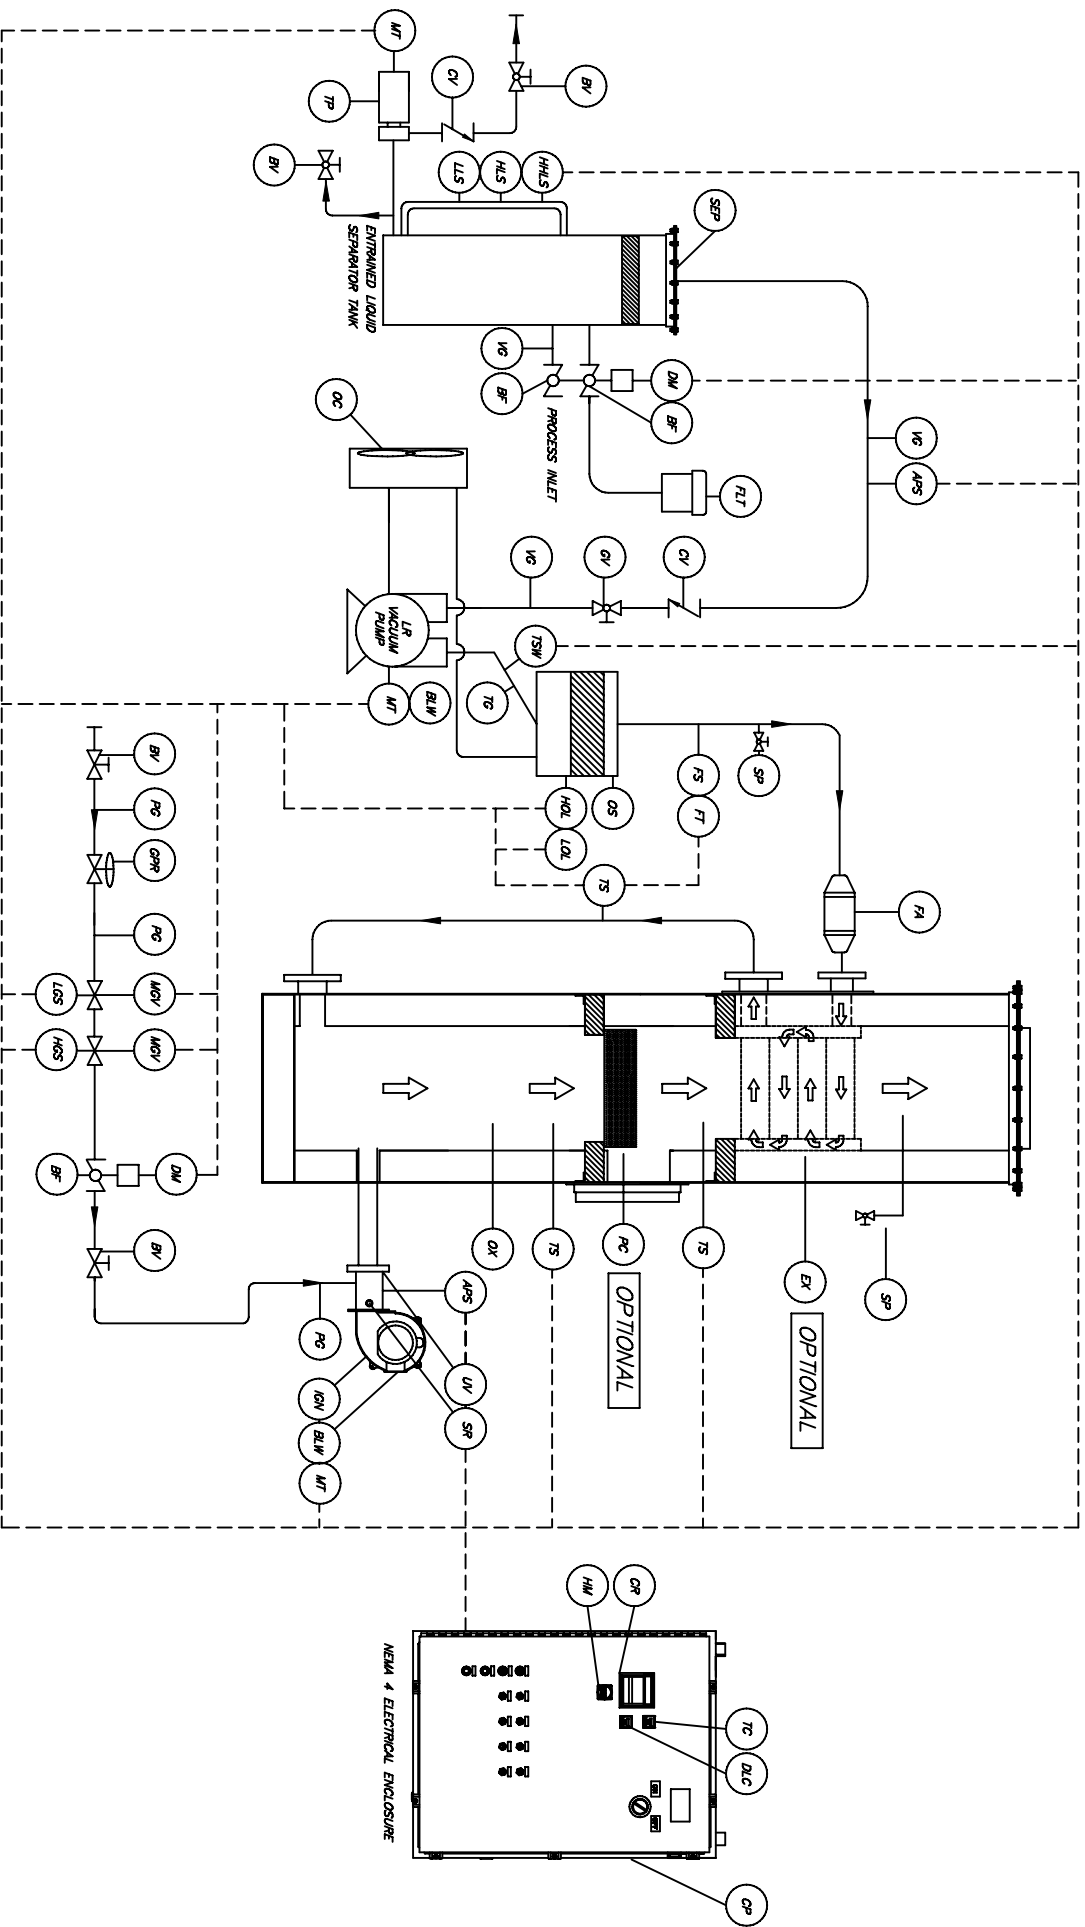 FA
VG
APS
SP
OPTIONAL
EX
SP
TC
DLC
CP
FLT
SEP
TS
FS
FT
CV
DM
BF
ON
OFF
CR
OPTIONAL
PC
OS
GV
TS
HM
BV
HOL
LOL
TS
PROCESS INLET
HHLS
TSW
VG
VG
BF
HLS
OX
TG
LLS
APS
UV
SR
CV
BLW
MT
LR
VACUUM
PUMP
MT
NEMA 4 ELECTRICAL ENCLOSURE
ENTRAINED LIQUID
SEPARATOR TANK
OC
TP
PG
IGN
BLW
MT
BV
BV
PG
GPR
PG
MGV
MGV
DM
BV
LGS
HGS
BF